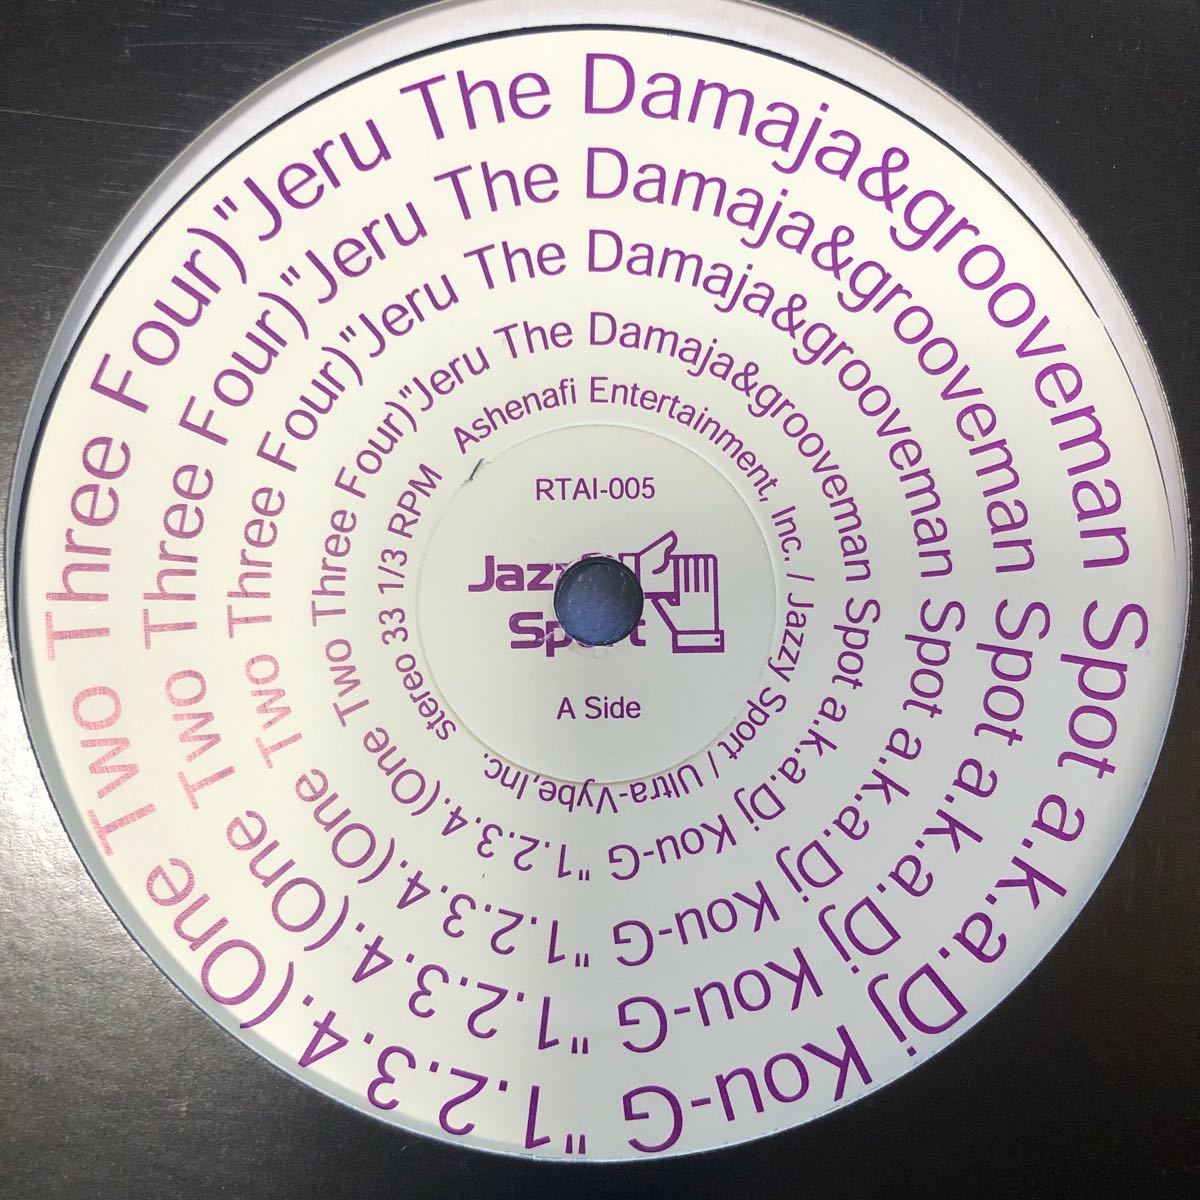 Jeru The Damaja&grooveman Spot a.k.a.Dj Kou-G "1.2.3.4.(One Two Three Four)"
Jeru The Damaja&grooveman Spot a.k.a.Dj Kou-G "1.2.3.4.(One Two Three Four)"
Jeru The Damaja&grooveman Spot a.k.a.Dj Kou-G "1.2.3.4.(One Two Three Four)"
Jeru The Damaja&grooveman Spot a.k.a.Dj Kou-G "1.2.3.4.(One Two Three Four)"
Ashenafi Entertainment, Inc. / Jazzy Sport / Ultra-Vybe,Inc. stereo 33 1/3 RPM
RTAI-005
Jazzy
Sport
A Side